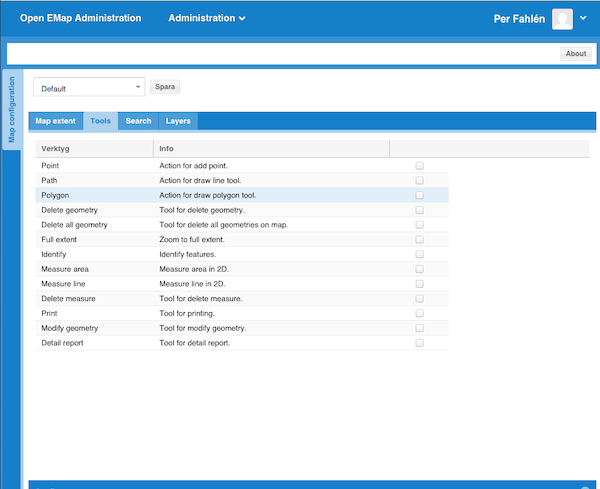 Open EMap Administration Administration Per Fahlén
About
Map configuration
Default Spara
Map extent Tools Search Layers
Verktyg Info
Point Action for add point.
Path Action for draw line tool.
Polygon Action for draw polygon tool.
Delete geometry Tool for delete geometry.
Delete all geometry Tool for delete all geometries on map.
Full extent Zoom to full extent.
Identify Identify features.
Measure area Measure area in 2D.
Measure line Measure line in 2D.
Delete measure Tool for delete measure.
Print Tool for printing.
Modify geometry Tool for modify geometry.
Detail report Tool for detail report.